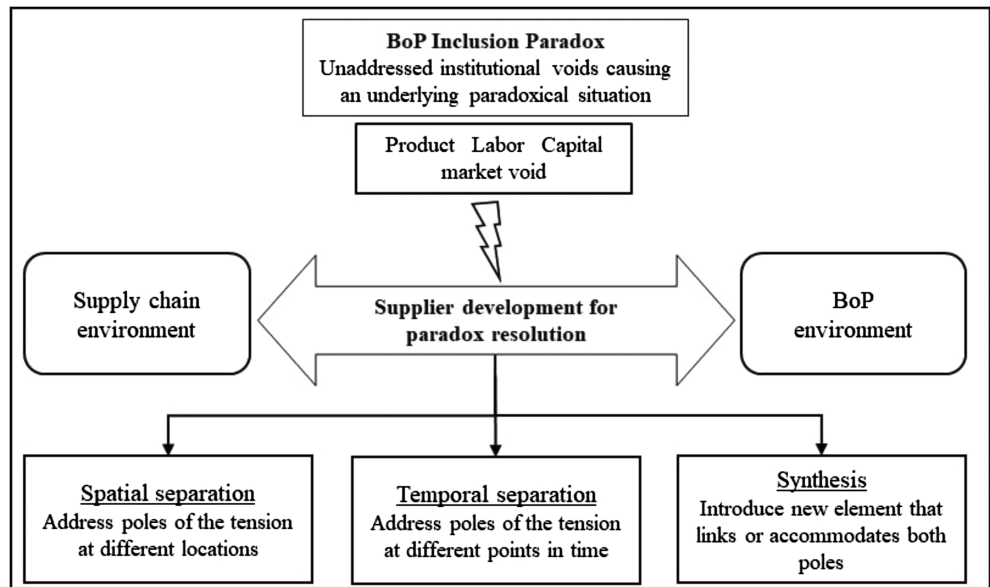 BoP Inclusion Paradox
Unaddressed institutional voids causing
an underlying paradoxical situation
Product Labor Capital
market void
Supply chain
environment
Supplier development for
paradox resolution
BoP
environment
Spatial separation
Address poles of the tension
at different locations
Temporal separation
Address poles of the tension
at different points in time
Synthesis
Introduce new element that
links or accommodates both
poles